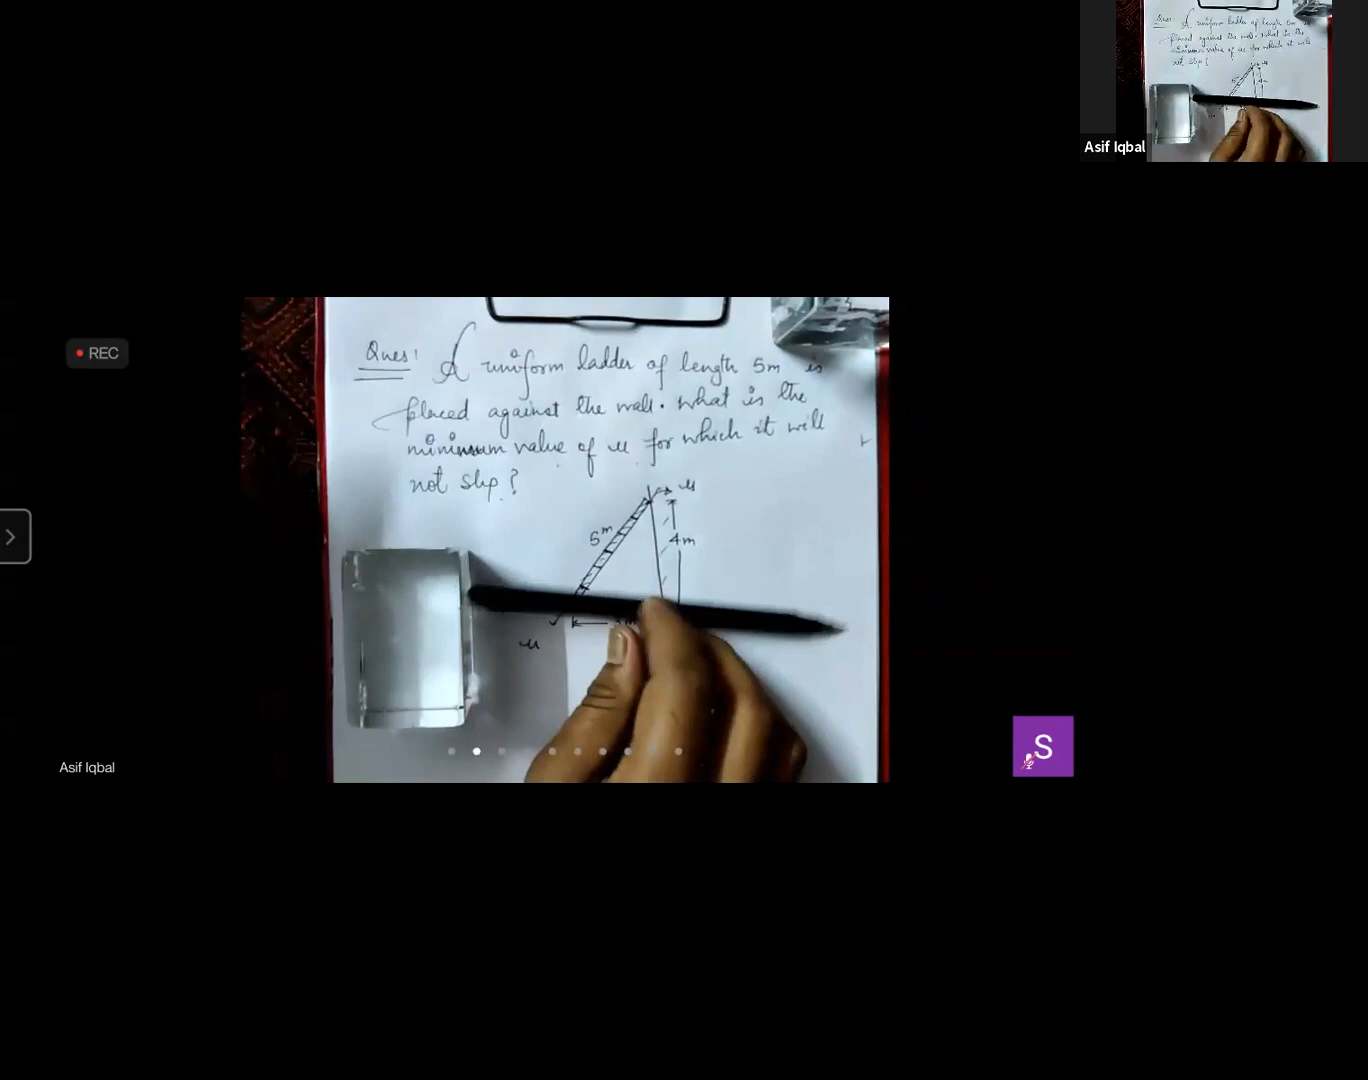 Asif Iqbal
REC
Ques: A uniform ladder of length 5m is
placed against the wall. what is the
minimum value of μ for which it will
not slip?
μ
5m
4m
μ
Asif Iqbal
S